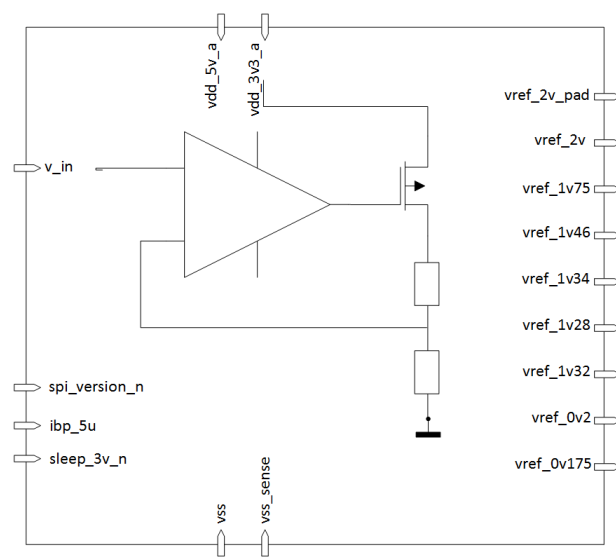 vdd_5v_a
vdd_3v3_a
v_in
spi_version_n
ibp_5u
sleep_3v_n
vss
vss_sense
vref_2v_pad
vref_2v
vref_1v75
vref_1v46
vref_1v34
vref_1v28
vref_1v32
vref_0v2
vref_0v175